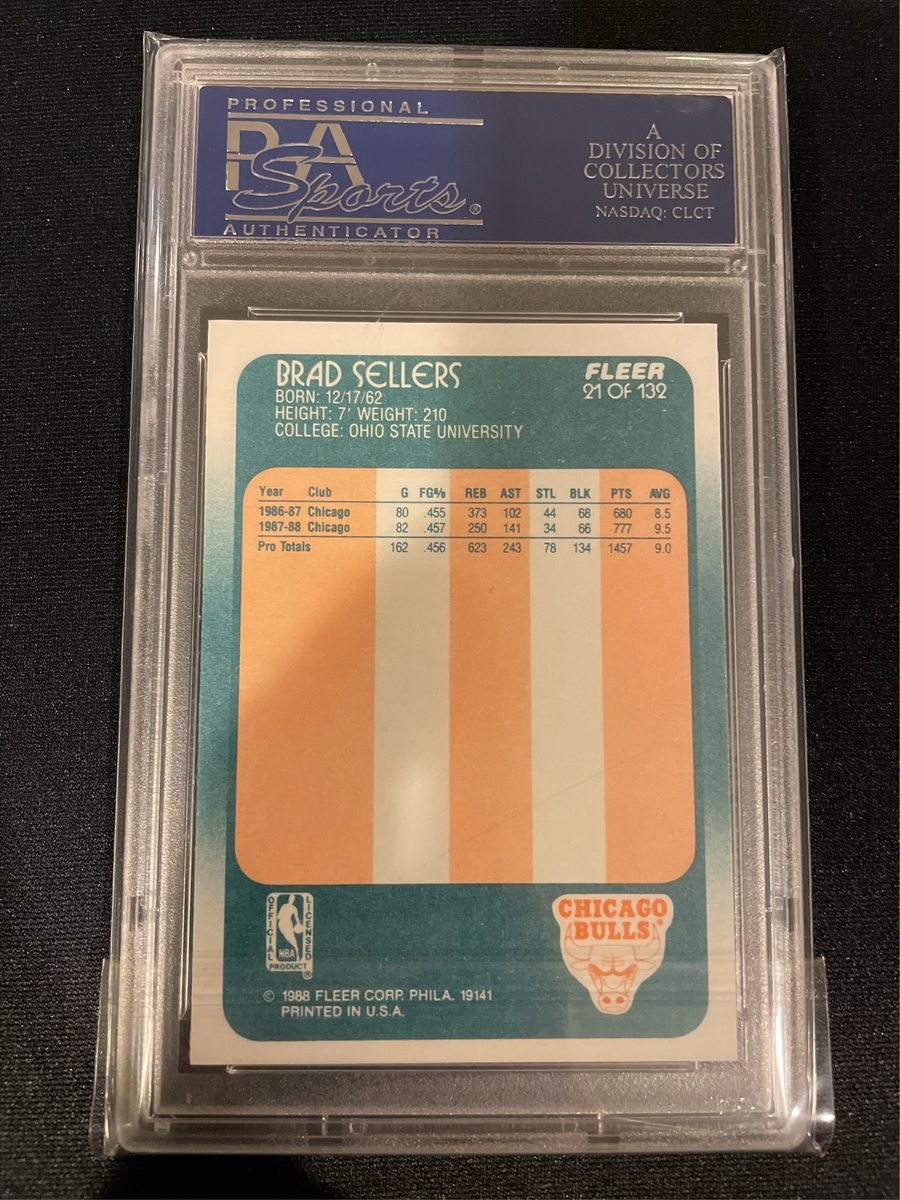 PROFESSIONAL
PSA
Sports®
AUTHENTICATOR
A
DIVISION OF
COLLECTORS
UNIVERSE
NASDAQ: CLCT
BRAD SELLERS
BORN: 12/17/62
HEIGHT: 7' WEIGHT: 210
COLLEGE: OHIO STATE UNIVERSITY
FLEER
21 OF 132
Year Club G FG% REB AST STL BLK PTS AVG
1986-87 Chicago 80 .455 373 102 44 68 680 8.5
1987-88 Chicago 82 .457 250 141 34 66 777 9.5
Pro Totals 162 .456 623 243 78 134 1457 9.0
OFFICIAL
LICENSED
NBA
PRODUCT ®
CHICAGO
BULLS®
© 1988 FLEER CORP. PHILA. 19141
PRINTED IN U.S.A.